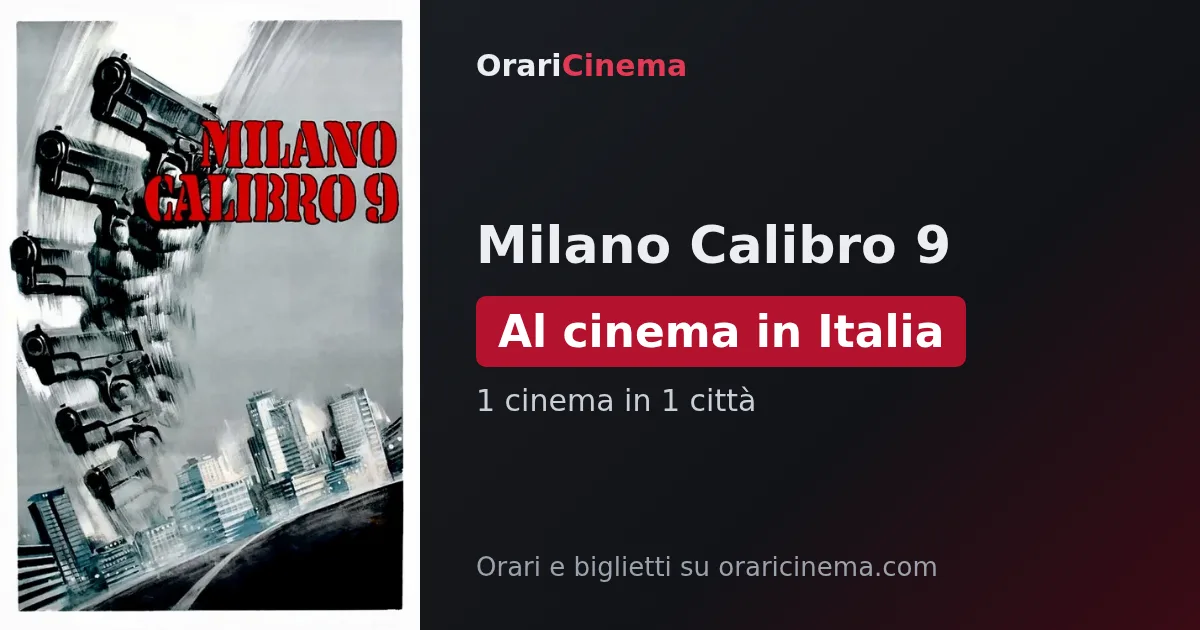 MILANO
CALIBRO 9
OrariCinema
Milano Calibro 9
Al cinema in Italia
1 cinema in 1 città
Orari e biglietti su oraricinema.com